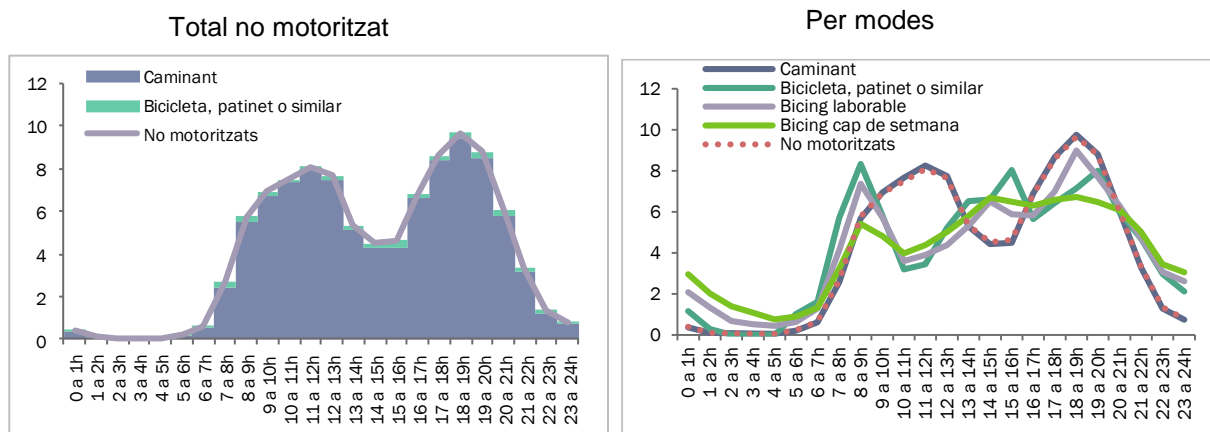 Total no motoritzat
12
10
8
6
4
2
0
Caminant
Bicicleta, patinet o similar
No motoritzats
0 a 1h
1 a 2h
2 a 3h
3 a 4h
4 a 5h
5 a 6h
6 a 7h
7 a 8h
8 a 9h
9 a 10h
10 a 11h
11 a 12h
12 a 13h
13 a 14h
14 a 15h
15 a 16h
16 a 17h
17 a 18h
18 a 19h
19 a 20h
20 a 21h
21 a 22h
22 a 23h
23 a 24h
Per modes
12
10
8
6
4
2
0
Caminant
Bicicleta, patinet o similar
Bicing laborable
Bicing cap de setmana
No motoritzats
0 a 1h
1 a 2h
2 a 3h
3 a 4h
4 a 5h
5 a 6h
6 a 7h
7 a 8h
8 a 9h
9 a 10h
10 a 11h
11 a 12h
12 a 13h
13 a 14h
14 a 15h
15 a 16h
16 a 17h
17 a 18h
18 a 19h
19 a 20h
20 a 21h
21 a 22h
22 a 23h
23 a 24h